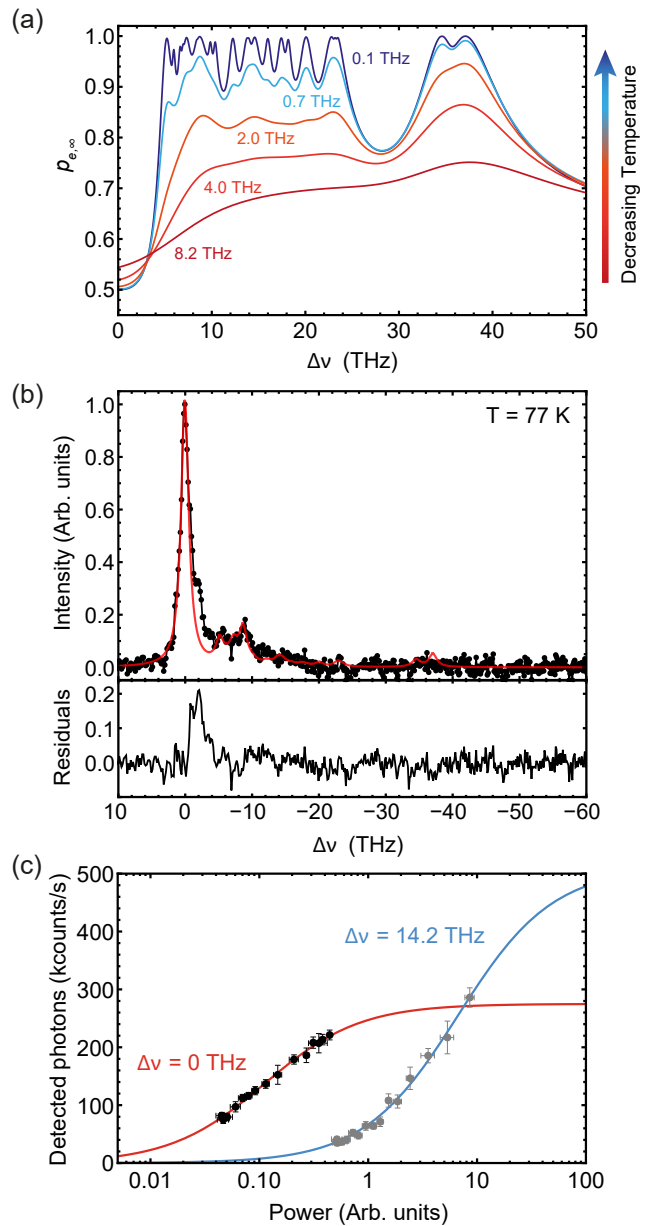 (a)
1.0
0.9
0.8
0.7
0.6
0.5
p_{e,∞}
0.1 THz
0.7 THz
2.0 THz
4.0 THz
8.2 THz
0 10 20 30 40 50
Δν (THz)
Decreasing Temperature
(b)
T = 77 K
1.0
0.8
0.6
0.4
0.2
0.0
Intensity (Arb. units)
0.2
0.1
0.0
Residuals
10 0 −10 −20 −30 −40 −50 −60
Δν (THz)
(c)
500
400
300
200
100
0
Detected photons (kcounts/s)
Δν = 14.2 THz
Δν = 0 THz
0.01 0.10 1 10 100
Power (Arb. units)